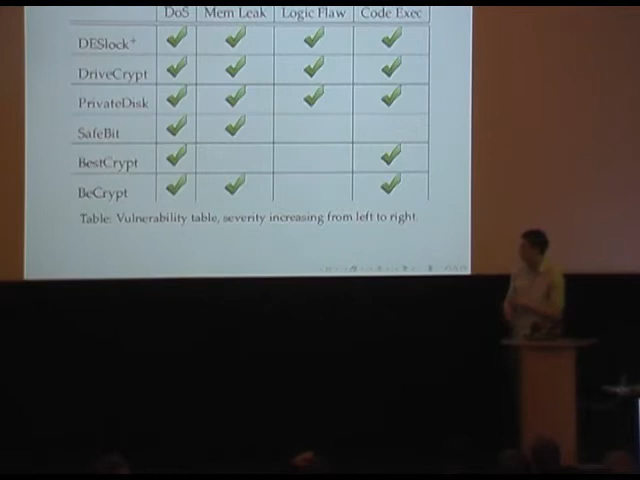 DoS Mem Leak Logic Flaw Code Exec
DESlock+ ✓ ✓ ✓ ✓
DriveCrypt ✓ ✓ ✓ ✓
PrivateDisk ✓ ✓ ✓ ✓
SafeBit ✓ ✓
BestCrypt ✓ ✓
BeCrypt ✓ ✓ ✓
Table: Vulnerability table, severity increasing from left to right.